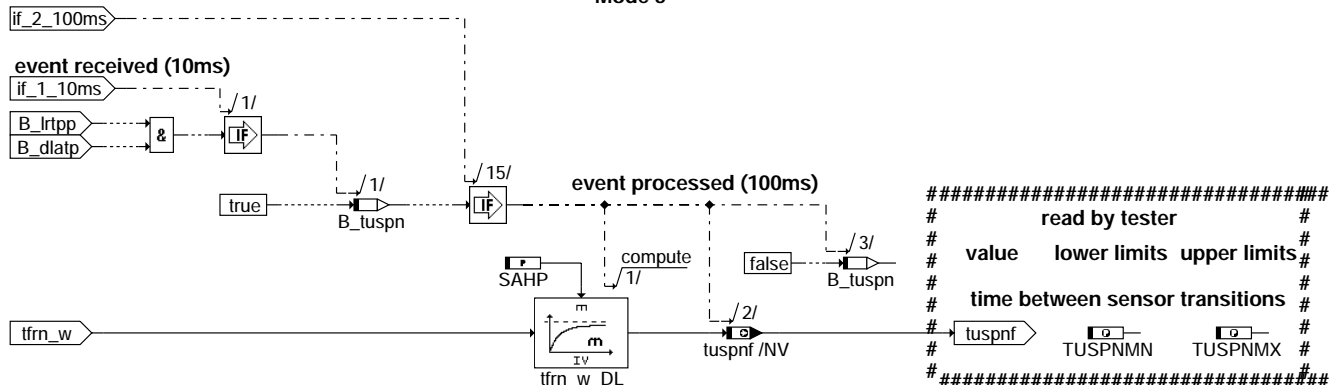 if_2_100ms
event received (10ms)
if_1_10ms
/1/
B_lrtpp
B_dlatp
&
IF
/1/
true
B_tuspn
/15/
IF
event processed (100ms)
compute
1/
SAHP
/3/
false
B_tuspn
tfrn_w
tfrn_w_DL
/2/
tuspnf /NV
################################
read by tester
value lower limits upper limits
time between sensor transitions
tuspnf
TUSPNMN
TUSPNMX